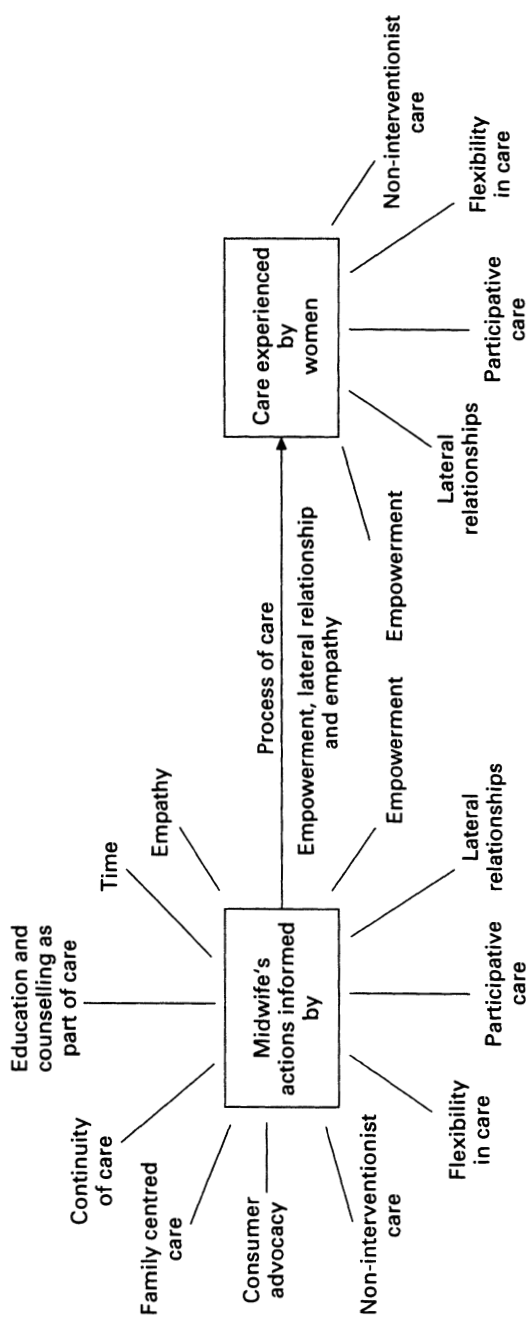 Education and
counselling as
part of care
Time
Empathy
Continuity
of care
Family centred
care
Consumer
advocacy
Non-interventionist
care
Flexibility
in care
Participative
care
Lateral
relationships
Empowerment
Midwife's
actions informed
by
Process of care
Empowerment, lateral relationship
and empathy
Care experienced
by
women
Empowerment
Lateral
relationships
Participative
care
Flexibility
in care
Non-interventionist
care